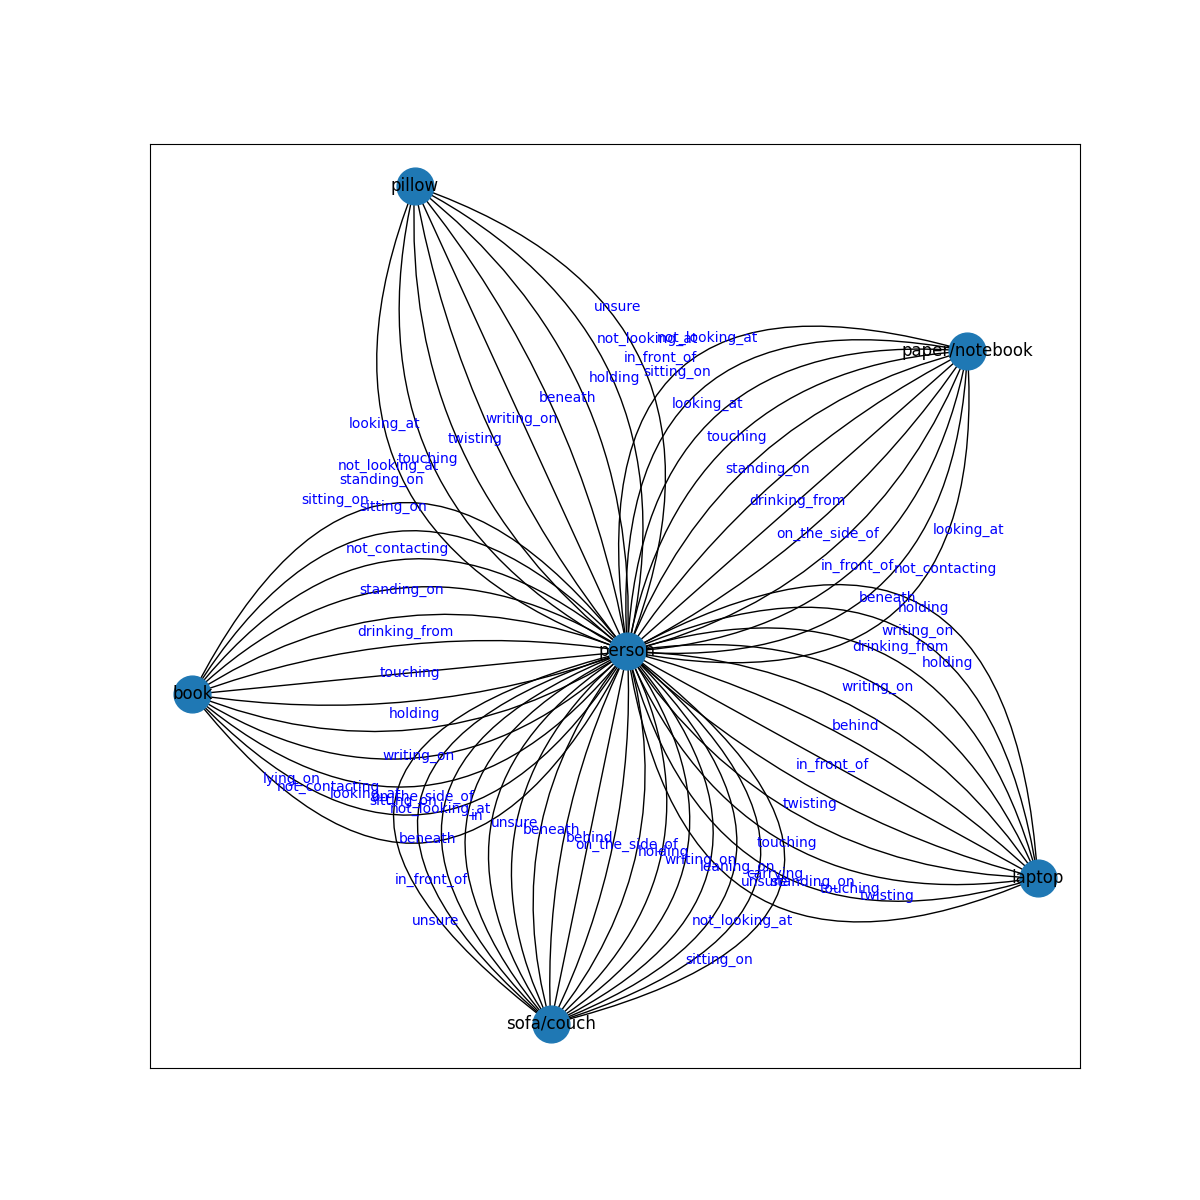 pillow
unsure
not_looking_at
not_looking_at
paper/notebook
in_front_of
sitting_on
holding
beneath
looking_at
writing_on
looking_at
touching
twisting
touching
not_looking_at
standing_on
standing_on
sitting_on
drinking_from
sitting_on
looking_at
on_the_side_of
not_contacting
in_front_of
not_contacting
standing_on
beneath
holding
drinking_from
writing_on
drinking_from
person
holding
touching
writing_on
book
holding
behind
writing_on
in_front_of
lying_on
not_contacting
looking_at
on_the_side_of
sitting_on
twisting
not_looking_at
in
unsure
beneath
behind
beneath
on_the_side_of
touching
holding
writing_on
leaning_on
carrying
in_front_of
unsure
standing_on
laptop
touching
twisting
unsure
not_looking_at
sitting_on
sofa/couch